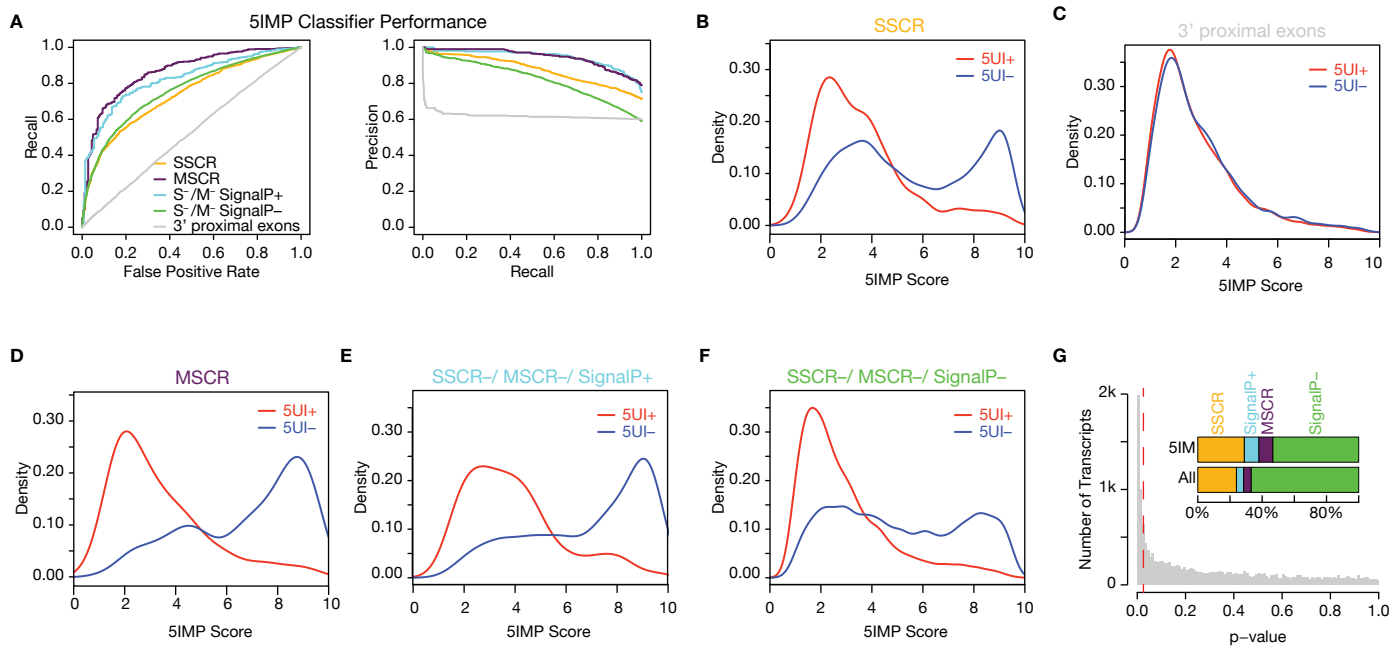 A
5IMP Classifier Performance
Recall
1.0
0.8
0.6
0.4
0.2
0.0
SSCR
MSCR
S⁻/M⁻ SignalP+
S⁻/M⁻ SignalP–
3' proximal exons
0.0 0.2 0.4 0.6 0.8 1.0
False Positive Rate
Precision
1.0
0.8
0.6
0.4
0.2
0.0
0.0 0.2 0.4 0.6 0.8 1.0
Recall
B
SSCR
Density
0.30
0.20
0.10
0.00
5UI+
5UI–
0 2 4 6 8 10
5IMP Score
C
3' proximal exons
Density
0.30
0.20
0.10
0.00
5UI+
5UI–
0 2 4 6 8 10
5IMP Score
D
MSCR
Density
0.30
0.20
0.10
0.00
5UI+
5UI–
0 2 4 6 8 10
5IMP Score
E
SSCR–/ MSCR–/ SignalP+
Density
0.30
0.20
0.10
0.00
5UI+
5UI–
0 2 4 6 8 10
5IMP Score
F
SSCR–/ MSCR–/ SignalP–
Density
0.30
0.20
0.10
0.00
5UI+
5UI–
0 2 4 6 8 10
5IMP Score
G
Number of Transcripts
2k
1k
0
SSCR
SignalP+
MSCR
SignalP–
5IM
All
0% 40% 80%
0.0 0.2 0.4 0.6 0.8 1.0
p–value